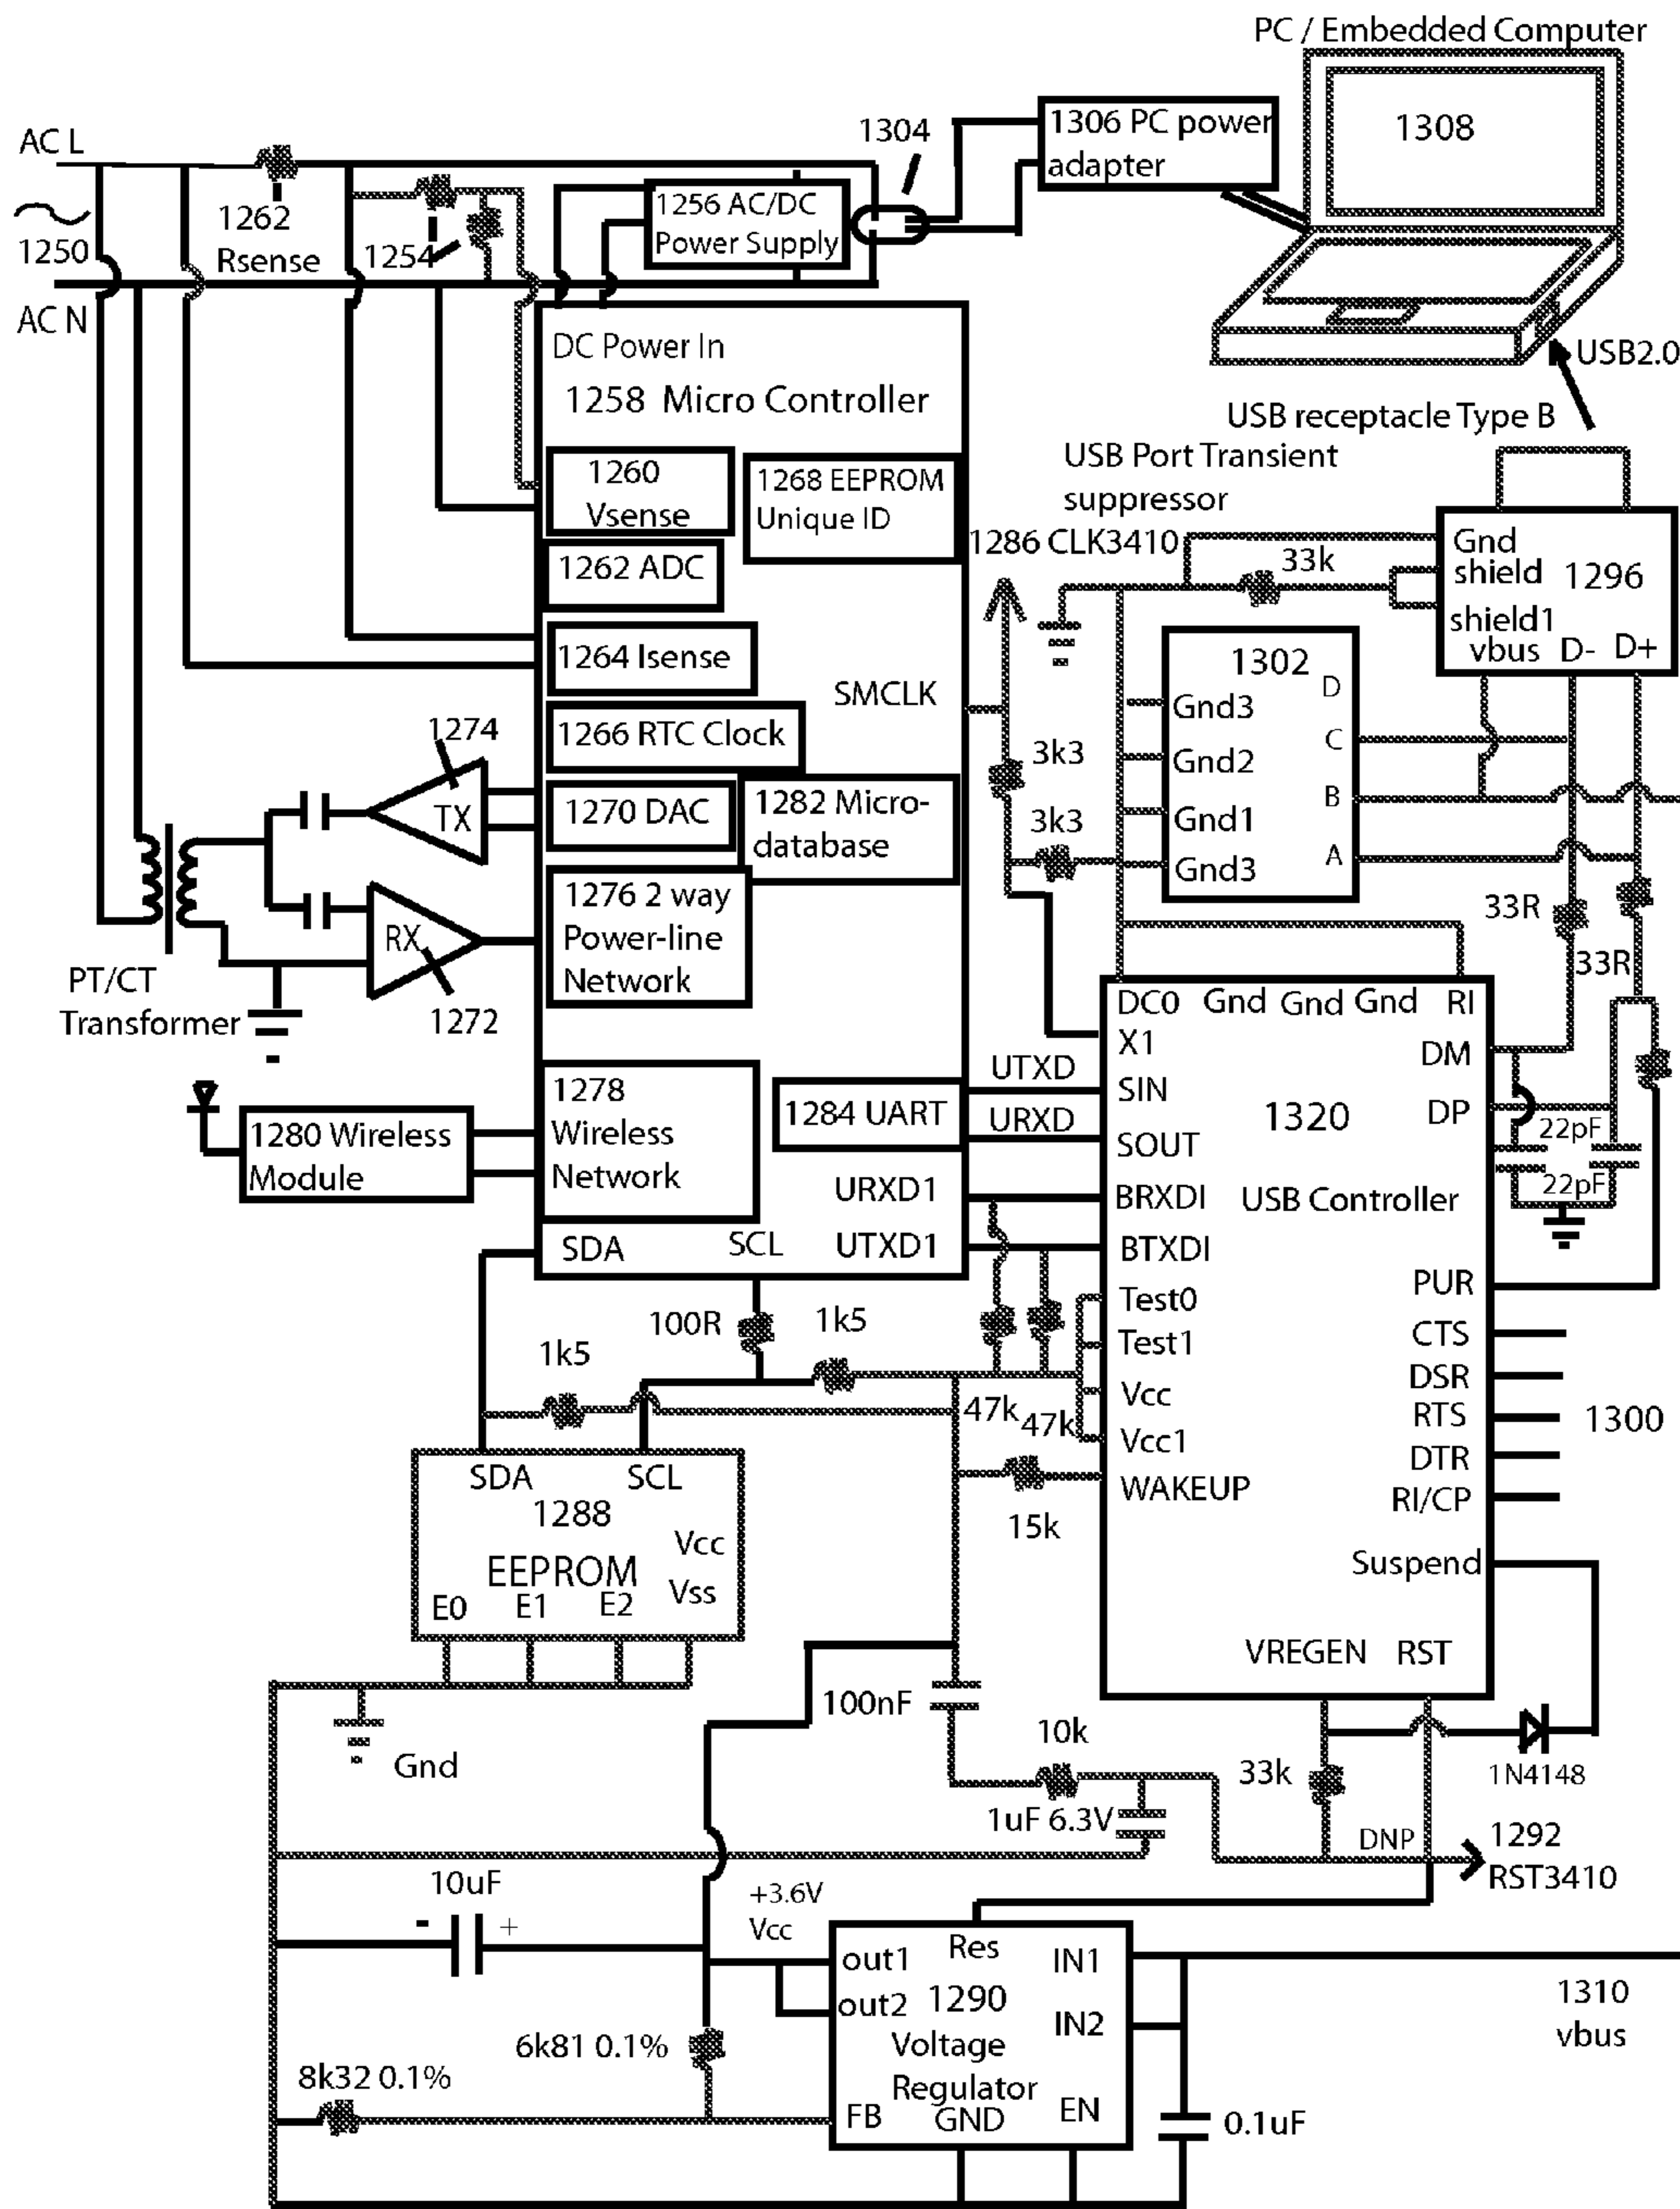 PC / Embedded Computer
1304
1306 PC power
adapter
1308
AC L
1262
Rsense
1250
1254
1256 AC/DC
Power Supply
AC N
USB2.0
DC Power In
1258 Micro Controller
USB receptacle Type B
USB Port Transient
suppressor
1260
Vsense
1268 EEPROM
Unique ID
1286 CLK3410
33k
Gnd
shield
1296
shield1
vbus D- D+
1262 ADC
1264 Isense
SMCLK
1302
D
Gnd3
C
Gnd2
B
Gnd1
A
Gnd3
1266 RTC Clock
3k3
3k3
1274
TX
1270 DAC
1282 Micro-
database
1276 2 way
Power-line
Network
RX
1272
PT/CT
Transformer
33R
33R
DC0 Gnd Gnd Gnd RI
X1
DM
UTXD
SIN
1320
DP
URXD
SOUT
22pF
22pF
1278
Wireless
Network
1284 UART
1280 Wireless
Module
URXD1
BRXDI
USB Controller
SDA
SCL
UTXD1
BTXDI
PUR
Test0
100R
1k5
Test1
CTS
1k5
DSR
47k
47k
Vcc
RTS
1300
Vcc1
DTR
SDA
SCL
WAKEUP
RI/CP
1288
15k
Vcc
EEPROM
Vss
E0
E1
E2
Suspend
VREGEN RST
100nF
10k
Gnd
33k
1N4148
1uF 6.3V
DNP
1292
RST3410
10uF
- +
+3.6V
Vcc
Res
out1
IN1
out2
1290
IN2
Voltage
Regulator
1310
vbus
6k81 0.1%
8k32 0.1%
FB
GND
EN
0.1uF